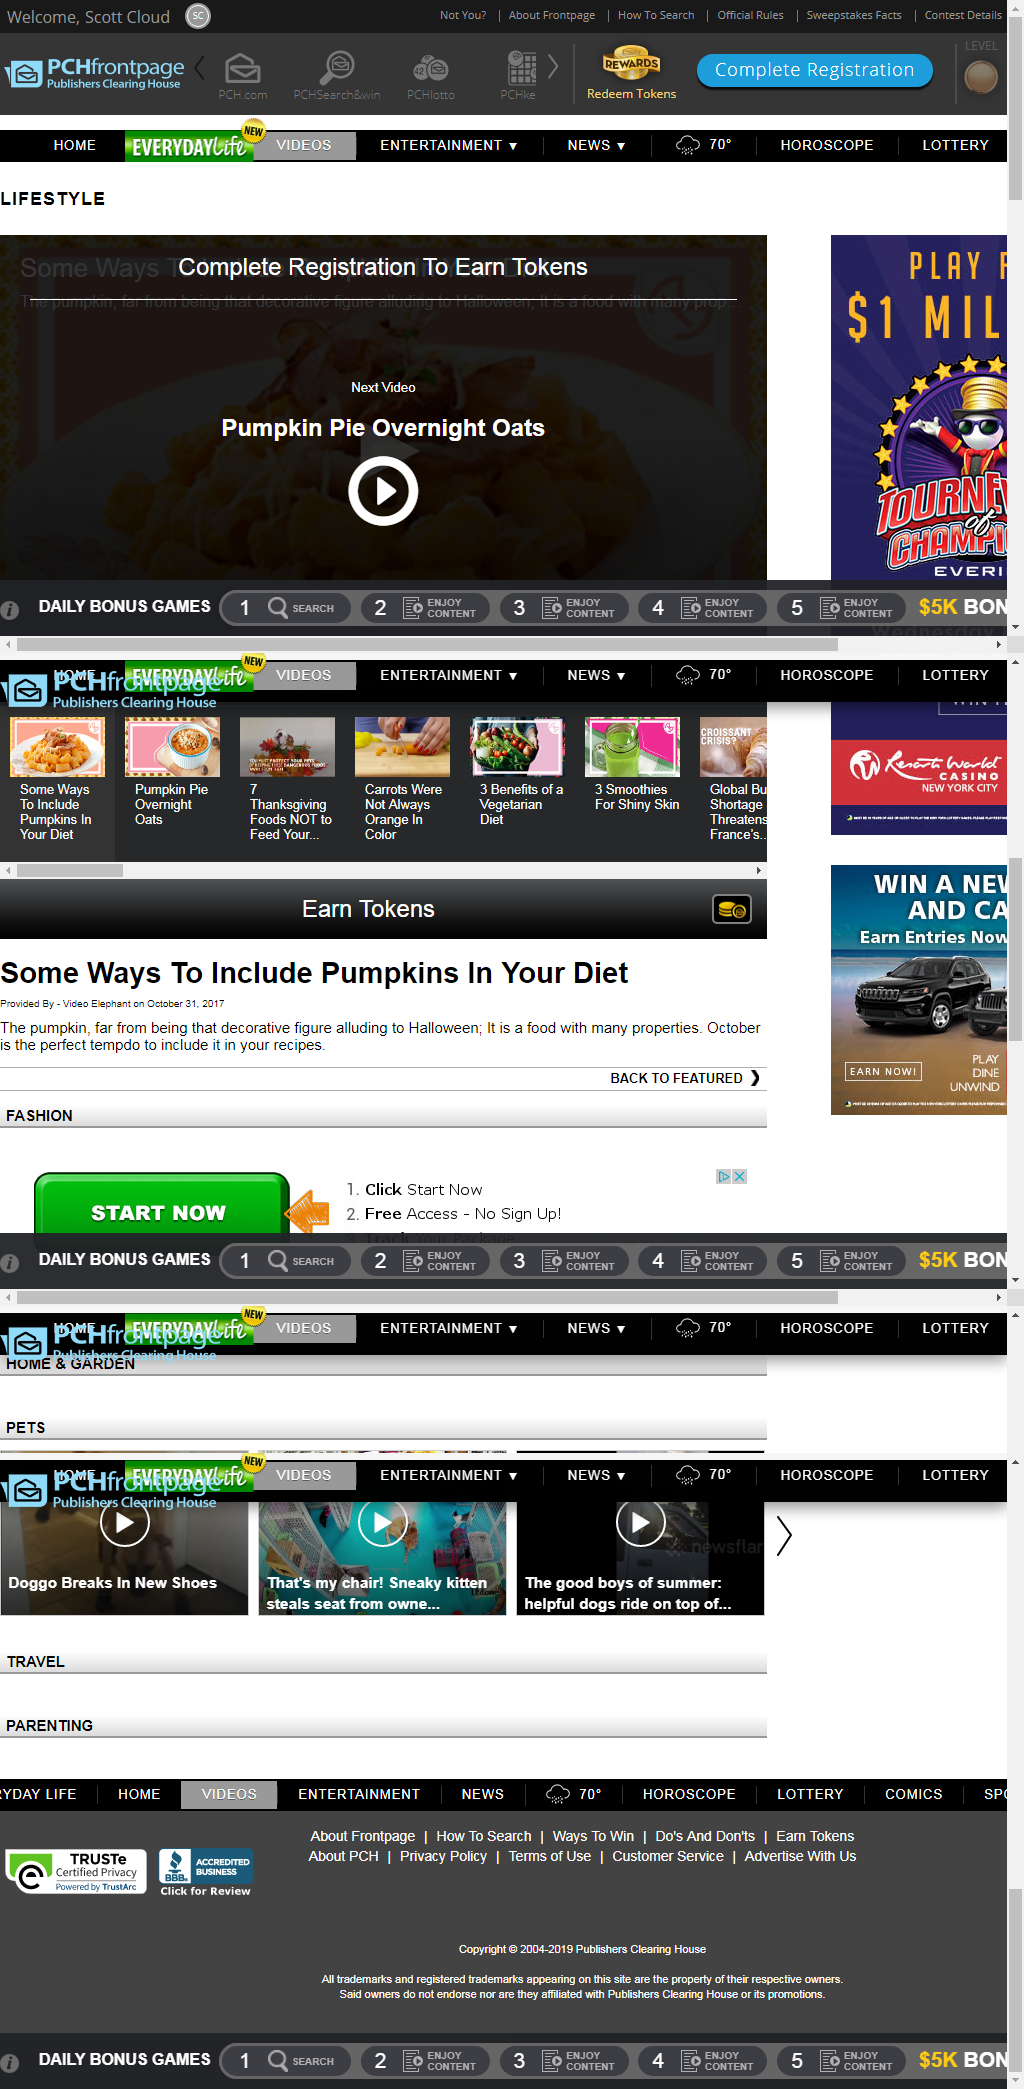 Welcome, Scott Cloud SC Not You? | About Frontpage | How To Search | Official Rules | Sweepstakes Facts | Contest Details
PCHfrontpage
Publishers Clearing House
PCH.com PCHSearch&win PCHlotto PCHke
REWARDS
Redeem Tokens
Complete Registration
LEVEL
HOME EVERYDAYLife NEW VIDEOS ENTERTAINMENT ▼ NEWS ▼ 70° HOROSCOPE LOTTERY
LIFESTYLE
Complete Registration To Earn Tokens
The pumpkin, far from being that decorative figure alluding to Halloween; It is a food with many prop...
Next Video
Pumpkin Pie Overnight Oats
PLAY F
$1 MIL
TOURNE
of
CHAMPI
EVERI
DAILY BONUS GAMES 1 SEARCH 2 ENJOY CONTENT 3 ENJOY CONTENT 4 ENJOY CONTENT 5 ENJOY CONTENT $5K BON
HOME EVERYDAYLife NEW VIDEOS ENTERTAINMENT ▼ NEWS ▼ 70° HOROSCOPE LOTTERY
PCHfrontpage
Publishers Clearing House
CROISSANT
CRISIS?
Some Ways
To Include
Pumpkins In
Your Diet
Pumpkin Pie
Overnight
Oats
7
Thanksgiving
Foods NOT to
Feed Your...
Carrots Were
Not Always
Orange In
Color
3 Benefits of a
Vegetarian
Diet
3 Smoothies
For Shiny Skin
Global Bu
Shortage
Threatens
France's..
Resorts World
CASINO
NEW YORK CITY
Earn Tokens
WIN A NEW
AND CA
Earn Entries Now
EARN NOW!
PLAY
DINE
UNWIND
Some Ways To Include Pumpkins In Your Diet
Provided By - Video Elephant on October 31, 2017
The pumpkin, far from being that decorative figure alluding to Halloween; It is a food with many properties. October
is the perfect tempdo to include it in your recipes.
BACK TO FEATURED ❯
FASHION
START NOW
1. Click Start Now
2. Free Access - No Sign Up!
3. Track Your Package
DAILY BONUS GAMES 1 SEARCH 2 ENJOY CONTENT 3 ENJOY CONTENT 4 ENJOY CONTENT 5 ENJOY CONTENT $5K BON
HOME EVERYDAYLife NEW VIDEOS ENTERTAINMENT ▼ NEWS ▼ 70° HOROSCOPE LOTTERY
PCHfrontpage
Publishers Clearing House
HOME & GARDEN
PETS
HOME EVERYDAYLife NEW VIDEOS ENTERTAINMENT ▼ NEWS ▼ 70° HOROSCOPE LOTTERY
PCHfrontpage
Publishers Clearing House
newsflar
Doggo Breaks In New Shoes
That's my chair! Sneaky kitten
steals seat from owne...
The good boys of summer:
helpful dogs ride on top of...
TRAVEL
PARENTING
RYDAY LIFE HOME VIDEOS ENTERTAINMENT NEWS 70° HOROSCOPE LOTTERY COMICS SPO
About Frontpage | How To Search | Ways To Win | Do's And Don'ts | Earn Tokens
About PCH | Privacy Policy | Terms of Use | Customer Service | Advertise With Us
TRUSTe
Certified Privacy
Powered by TrustArc
BBB
ACCREDITED
BUSINESS
Click for Review
Copyright © 2004-2019 Publishers Clearing House
All trademarks and registered trademarks appearing on this site are the property of their respective owners.
Said owners do not endorse nor are they affiliated with Publishers Clearing House or its promotions.
DAILY BONUS GAMES 1 SEARCH 2 ENJOY CONTENT 3 ENJOY CONTENT 4 ENJOY CONTENT 5 ENJOY CONTENT $5K BON